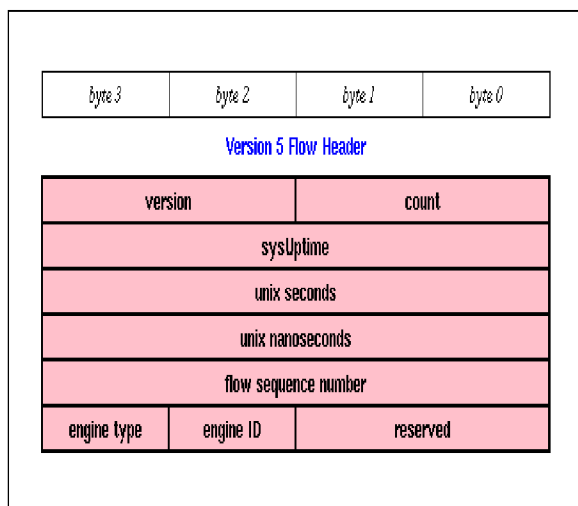 byte 3 byte 2 byte 1 byte 0
Version 5 Flow Header
version count
sysUptime
unix seconds
unix nanoseconds
flow sequence number
engine type engine ID reserved